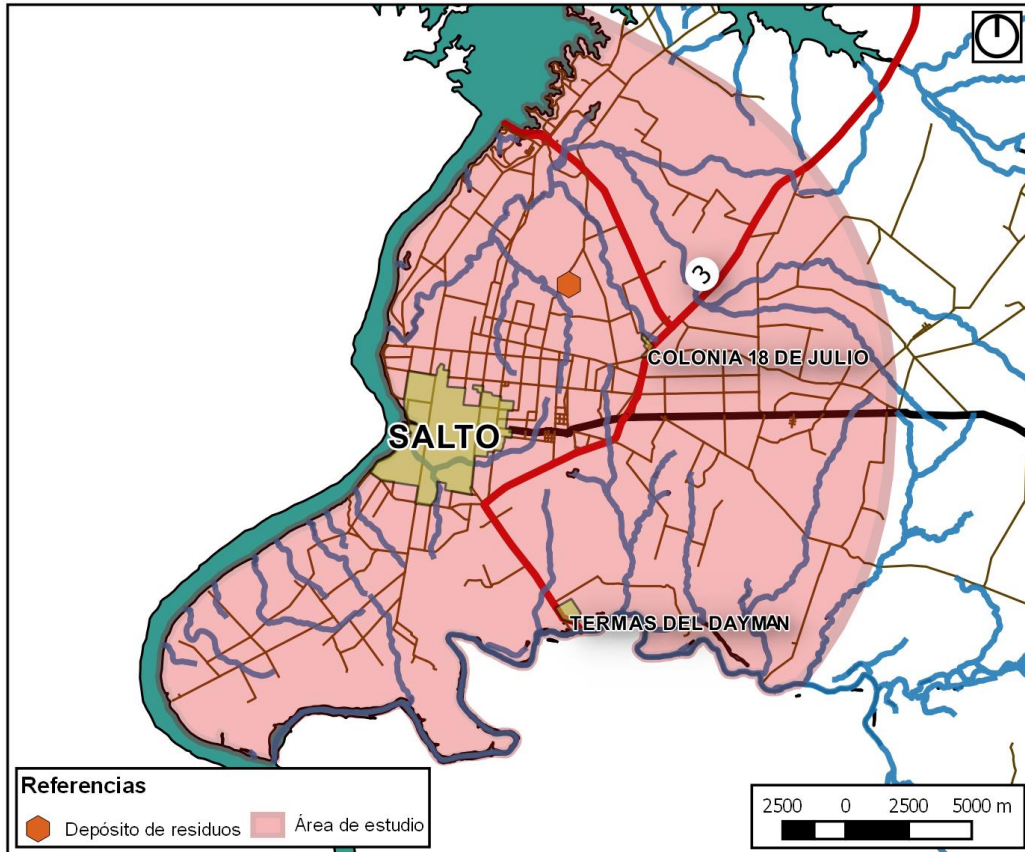 3
COLONIA 18 DE JULIO
SALTO
TERMAS DEL DAYMAN
Referencias
Depósito de residuos
Área de estudio
2500 0 2500 5000 m